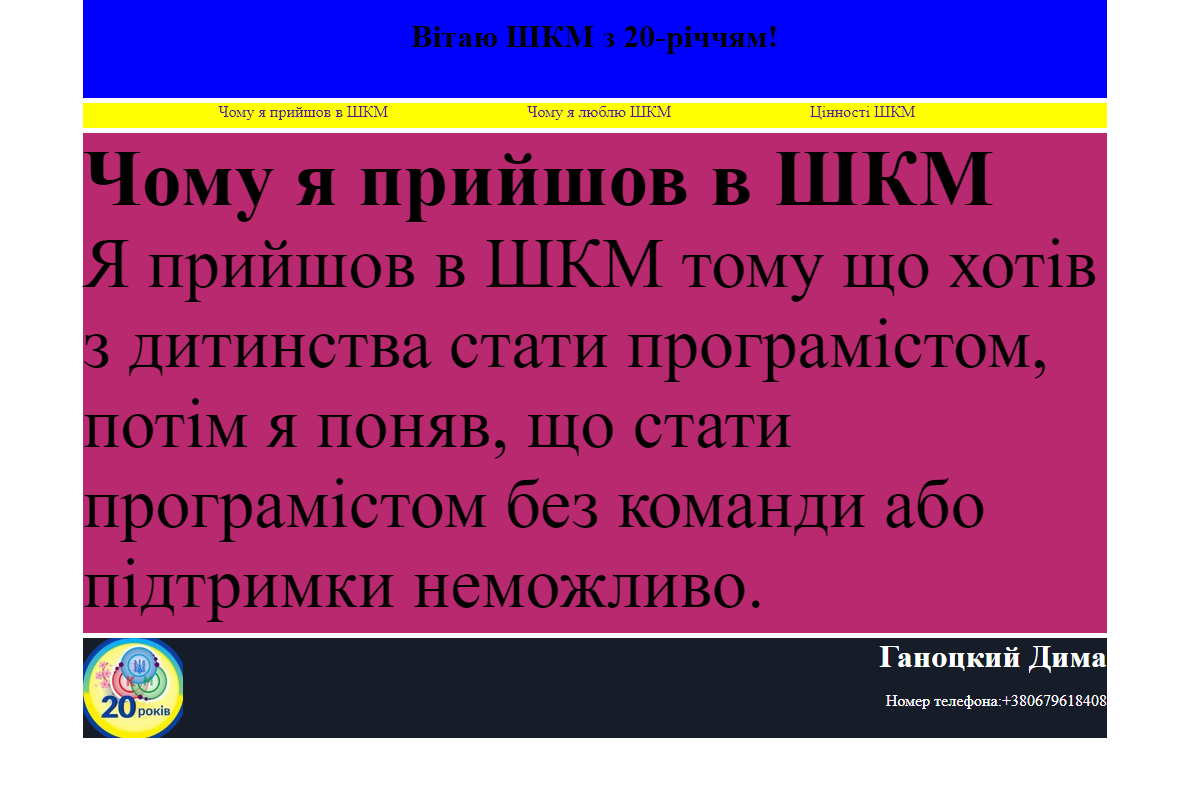 Вітаю ШКМ з 20-річчям!
Чому я прийшов в ШКМ Чому я люблю ШКМ Цінності ШКМ
Чому я прийшов в ШКМ
Я прийшов в ШКМ тому що хотів
з дитинства стати програмістом,
потім я поняв, що стати
програмістом без команди або
підтримки неможливо.
Ганоцкий Дима
К М
20 років
Номер телефона:+380679618408